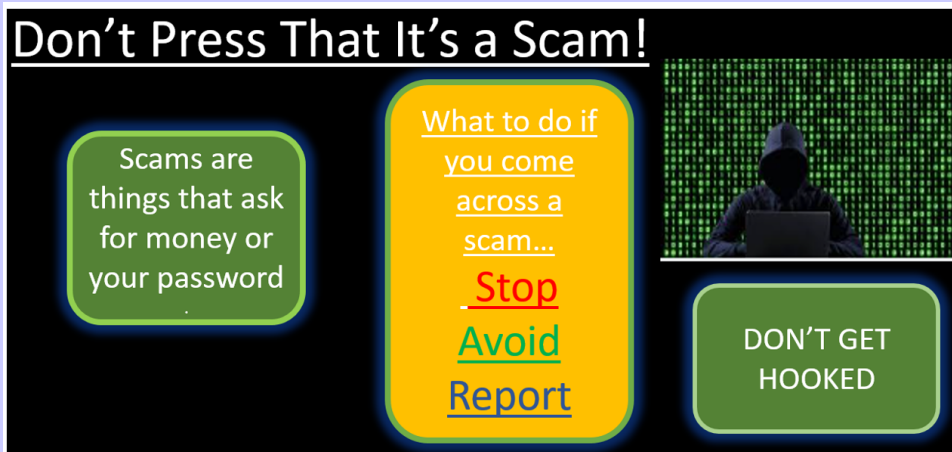 Don’t Press That It’s a Scam!
Scams are
things that ask
for money or
your password
.
What to do if
you come
across a
scam…
Stop
Avoid
Report
DON’T GET
HOOKED